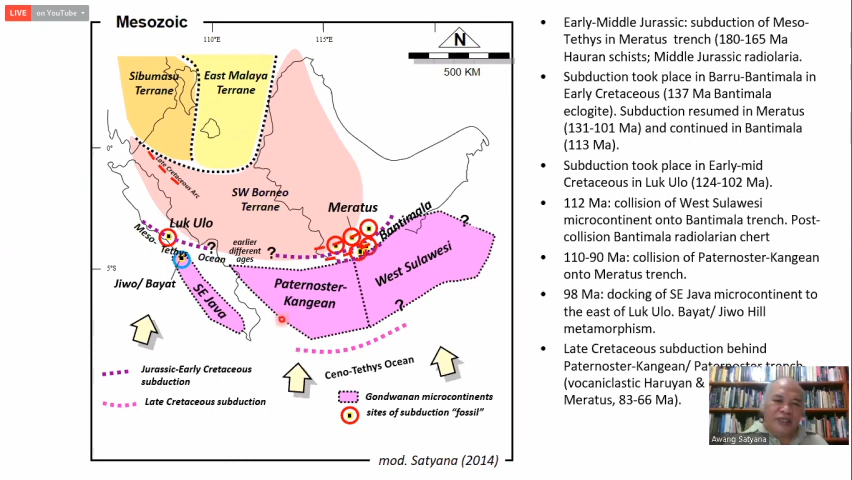 LIVE on YouTube
Mesozoic
110°E
115°E
N
500 KM
Sibumasu
Terrane
East Malaya
Terrane
0°
Late Cretaceous Arc
SW Borneo
Terrane
Meratus
Luk Ulo
Bantimala
Meso-
Tethys
Ocean
?
earlier
different
ages
?
?
5°S
Jiwo/ Bayat
SE Java
Paternoster-
Kangean
West Sulawesi
?
Ceno-Tethys Ocean
Jurassic-Early Cretaceous
subduction
Late Cretaceous subduction
Gondwanan microcontinents
sites of subduction "fossil"
mod. Satyana (2014)
• Early-Middle Jurassic: subduction of Meso-
Tethys in Meratus trench (180-165 Ma
Hauran schists; Middle Jurassic radiolaria.
• Subduction took place in Barru-Bantimala in
Early Cretaceous (137 Ma Bantimala
eclogite). Subduction resumed in Meratus
(131-101 Ma) and continued in Bantimala
(113 Ma).
• Subduction took place in Early-mid
Cretaceous in Luk Ulo (124-102 Ma).
• 112 Ma: collision of West Sulawesi
microcontinent onto Bantimala trench. Post-
collision Bantimala radiolarian chert
• 110-90 Ma: collision of Paternoster-Kangean
onto Meratus trench.
• 98 Ma: docking of SE Java microcontinent to
the east of Luk Ulo. Bayat/ Jiwo Hill
metamorphism.
• Late Cretaceous subduction behind
Paternoster-Kangean/ Paternoster trench
(vocaniclastic Haruyan &
Meratus, 83-66 Ma).
Awang Satyana